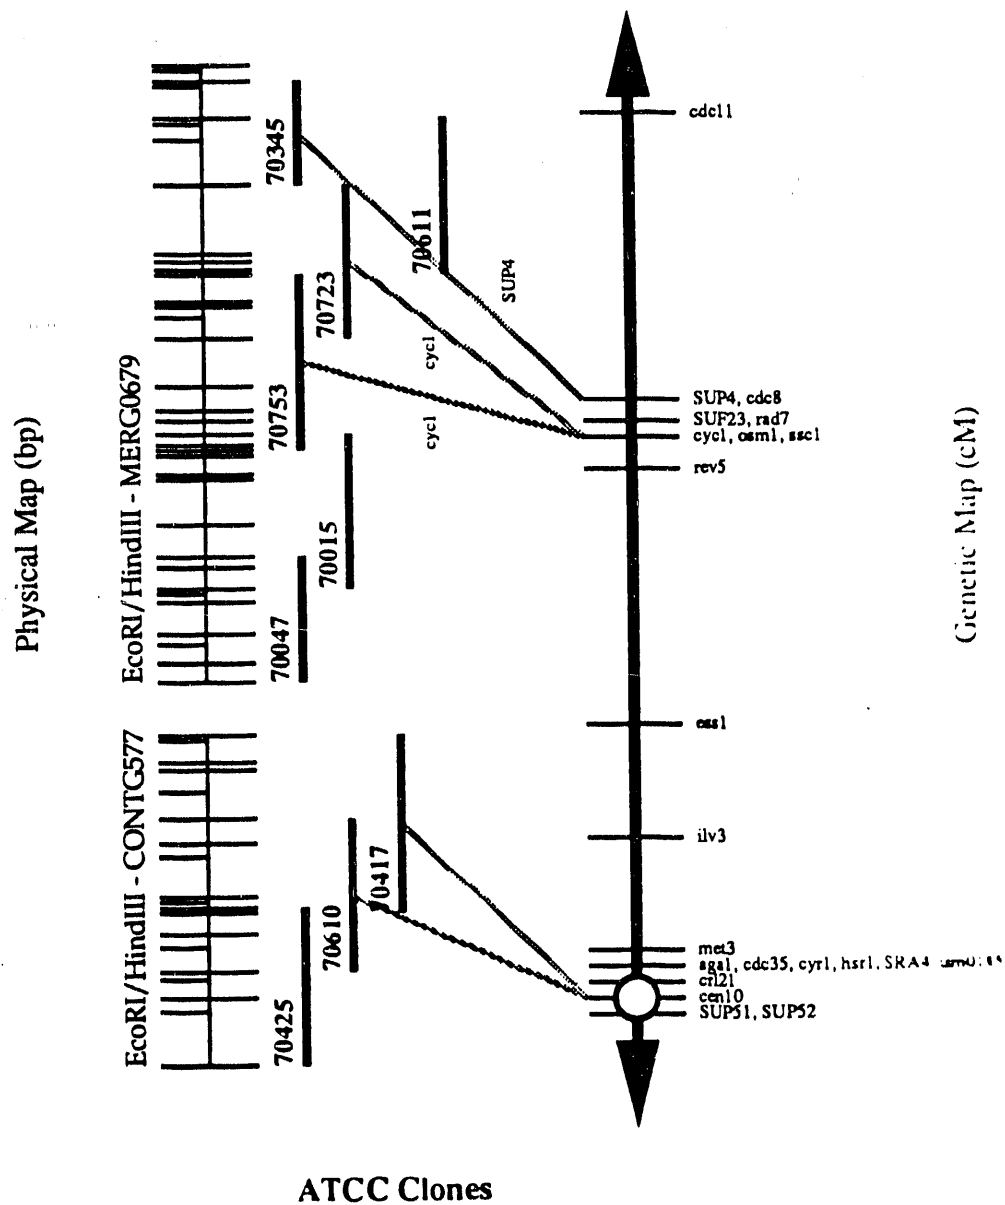 Physical Map (bp)
EcoRI/HindIII - MERG0679
EcoRI/HindIII - CONTG577
70345
70611
70723
70753
70015
70047
70417
70610
70425
SUP4
cyc1
cyc1
cdc11
SUP4, cdc8
SUF23, rad7
cyc1, osm1, ssc1
rev5
ess1
ilv3
met3
aga1, cdc35, cyr1, hsr1, SRA4
crl21
cen10
SUP51, SUP52
Genetic Map (cM)
ATCC Clones